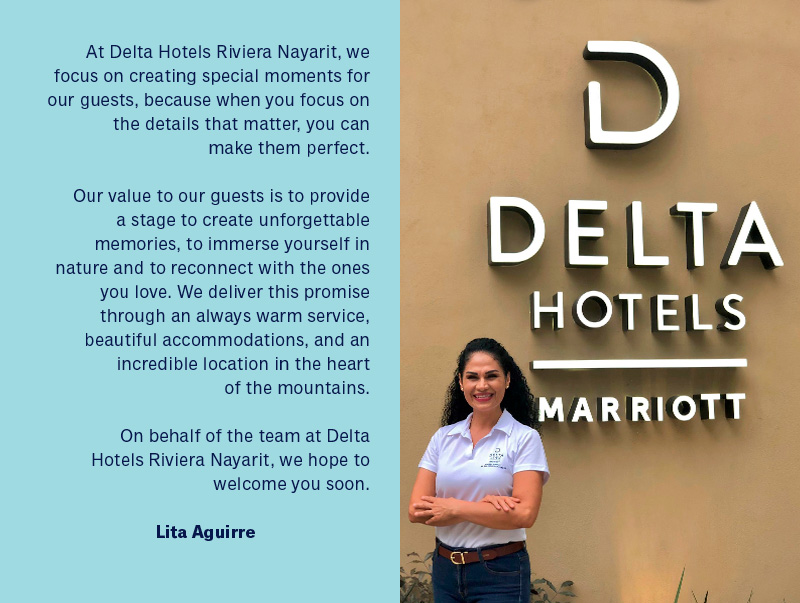 At Delta Hotels Riviera Nayarit, we
focus on creating special moments for
our guests, because when you focus on
the details that matter, you can
make them perfect.
Our value to our guests is to provide
a stage to create unforgettable
memories, to immerse yourself in
nature and to reconnect with the ones
you love. We deliver this promise
through an always warm service,
beautiful accommodations, and an
incredible location in the heart
of the mountains.
On behalf of the team at Delta
Hotels Riviera Nayarit, we hope to
welcome you soon.
Lita Aguirre
D
DELTA
HOTELS
MARRIOTT